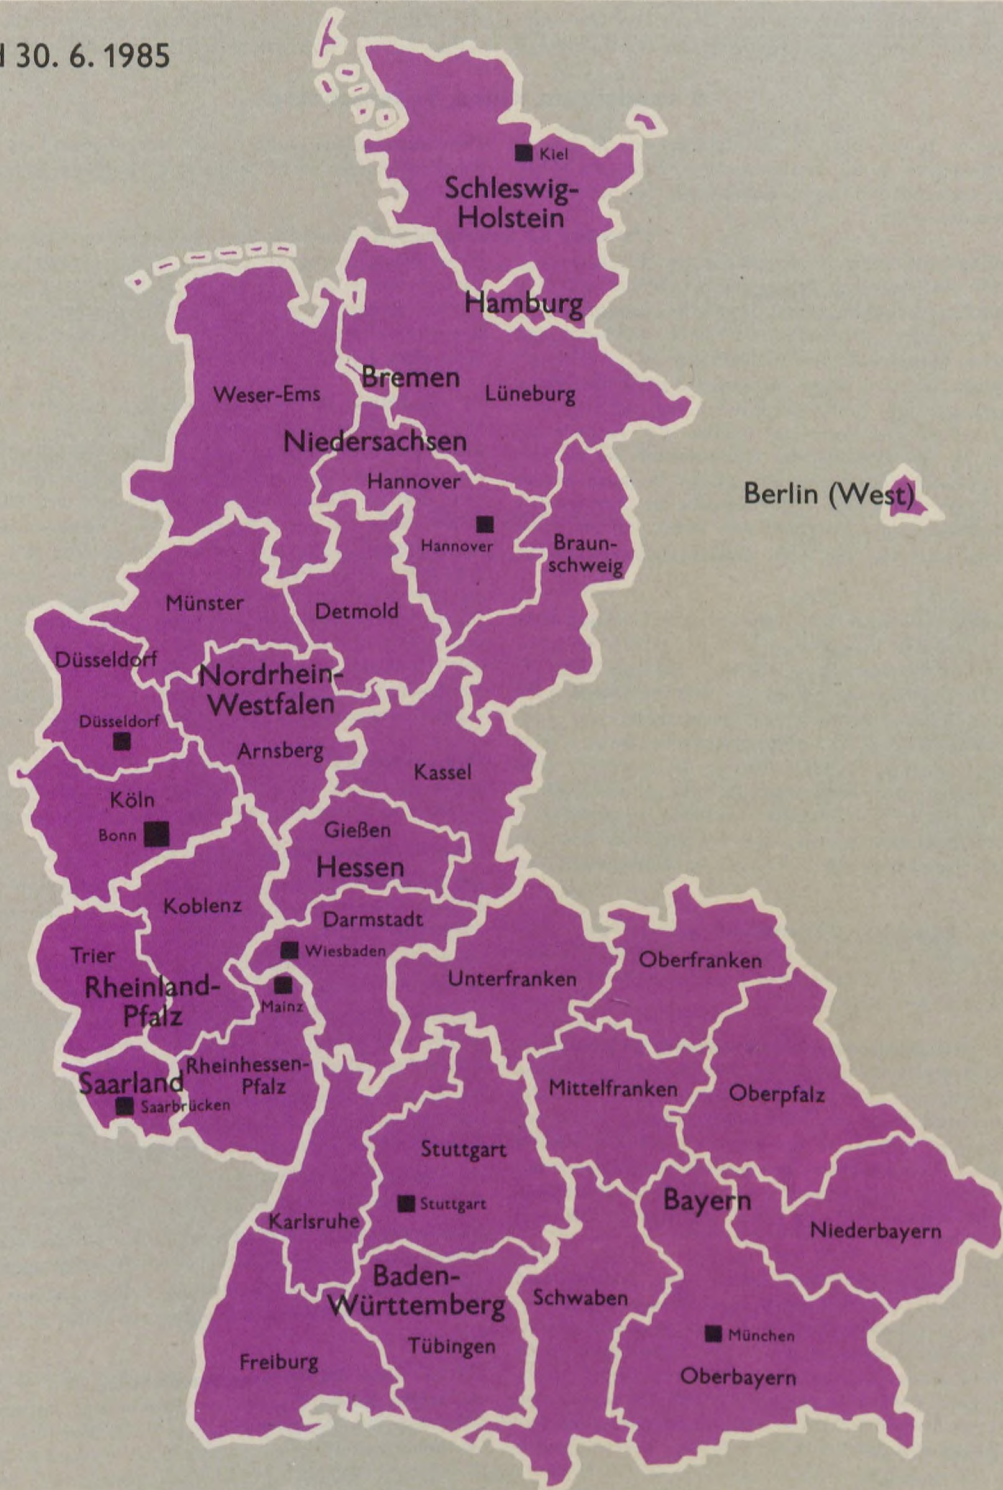 30. 6. 1985
Kiel
Schleswig-
Holstein
Hamburg
Bremen
Weser-Ems
Lüneburg
Niedersachsen
Hannover
Berlin (West)
Hannover
Braun-
schweig
Münster
Detmold
Düsseldorf
Nordrhein-
Westfalen
Düsseldorf
Arnsberg
Kassel
Köln
Bonn
Gießen
Hessen
Koblenz
Darmstadt
Trier
Wiesbaden
Unterfranken
Oberfranken
Rheinland-
Pfalz
Mainz
Rheinhessen-
Pfalz
Saarland
Saarbrücken
Mittelfranken
Oberpfalz
Stuttgart
Stuttgart
Bayern
Karlsruhe
Niederbayern
Baden-
Württemberg
Schwaben
München
Tübingen
Freiburg
Oberbayern